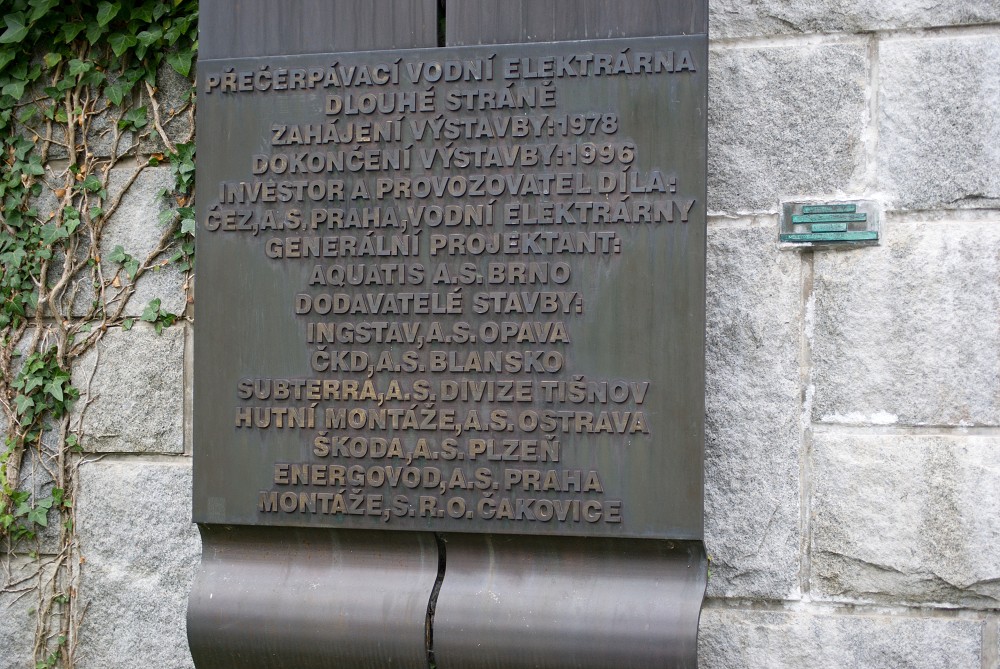 PŘEČERPÁVACÍ VODNÍ ELEKTRÁRNA
DLOUHÉ STRÁNĚ
ZAHÁJENÍ VÝSTAVBY: 1978
DOKONČENÍ VÝSTAVBY: 1996
INVESTOR A PROVOZOVATEL DÍLA:
ČEZ, A.S. PRAHA, VODNÍ ELEKTRÁRNY
GENERÁLNÍ PROJEKTANT:
AQUATIS A.S. BRNO
DODAVATELÉ STAVBY:
INGSTAV, A.S. OPAVA
ČKD, A.S. BLANSKO
SUBTERRA, A.S. DIVIZE TIŠNOV
HUTNÍ MONTÁŽE, A.S. OSTRAVA
ŠKODA, A.S. PLZEŇ
ENERGOVOD, A.S. PRAHA
MONTÁŽE, S.R.O. ČAKOVICE